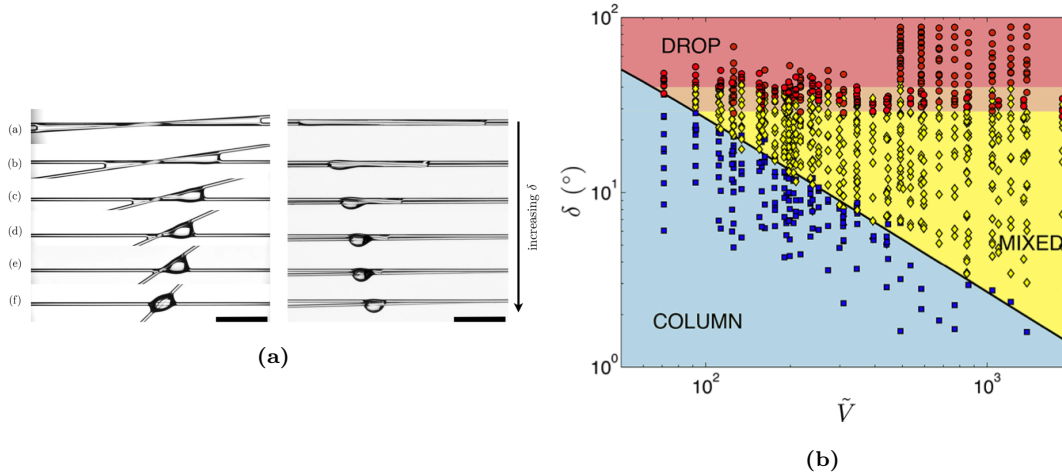 (a)
(b)
(c)
(d)
(e)
(f)
increasing δ
(a)
10²
10¹
10⁰
δ (°)
DROP
MIXED
COLUMN
10²
10³
Ṽ
(b)